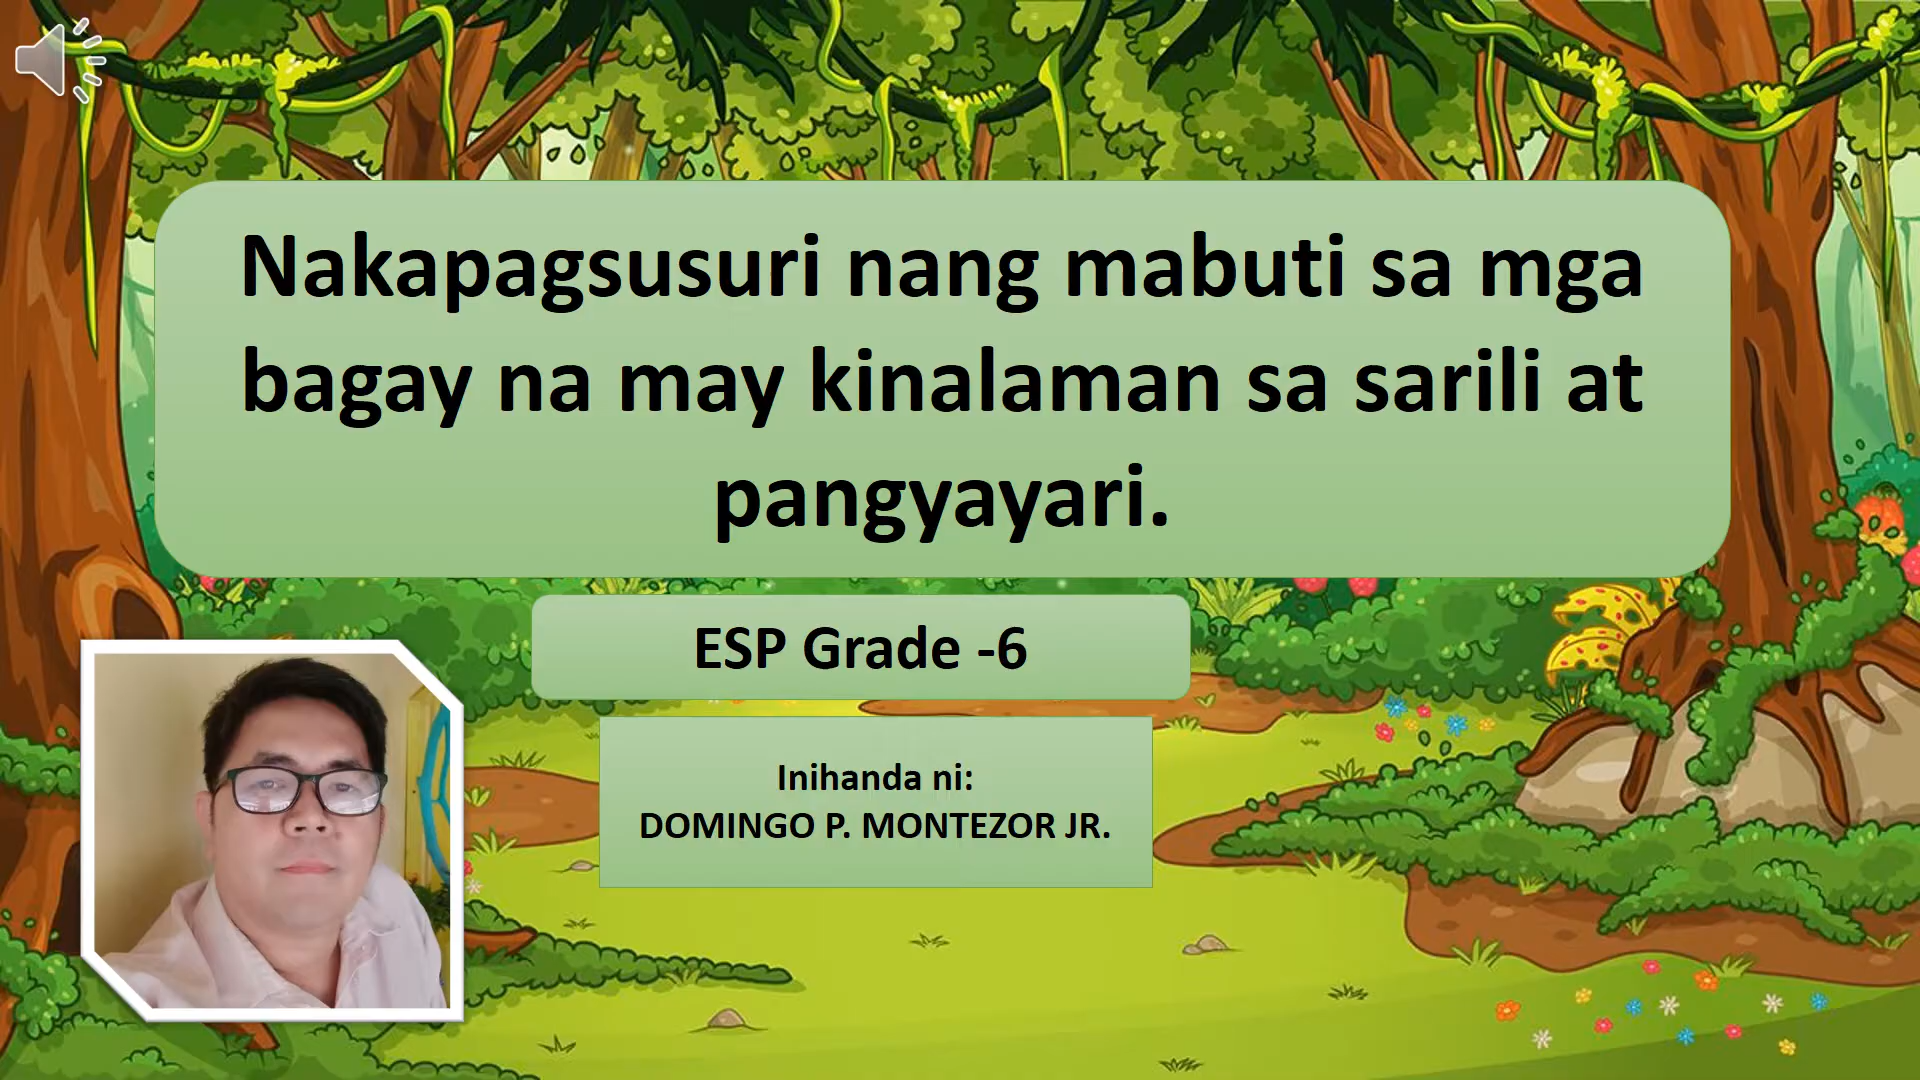 Nakapagsusuri nang mabuti sa mga
bagay na may kinalaman sa sarili at
pangyayari.
ESP Grade -6
Inihanda ni:
DOMINGO P. MONTEZOR JR.